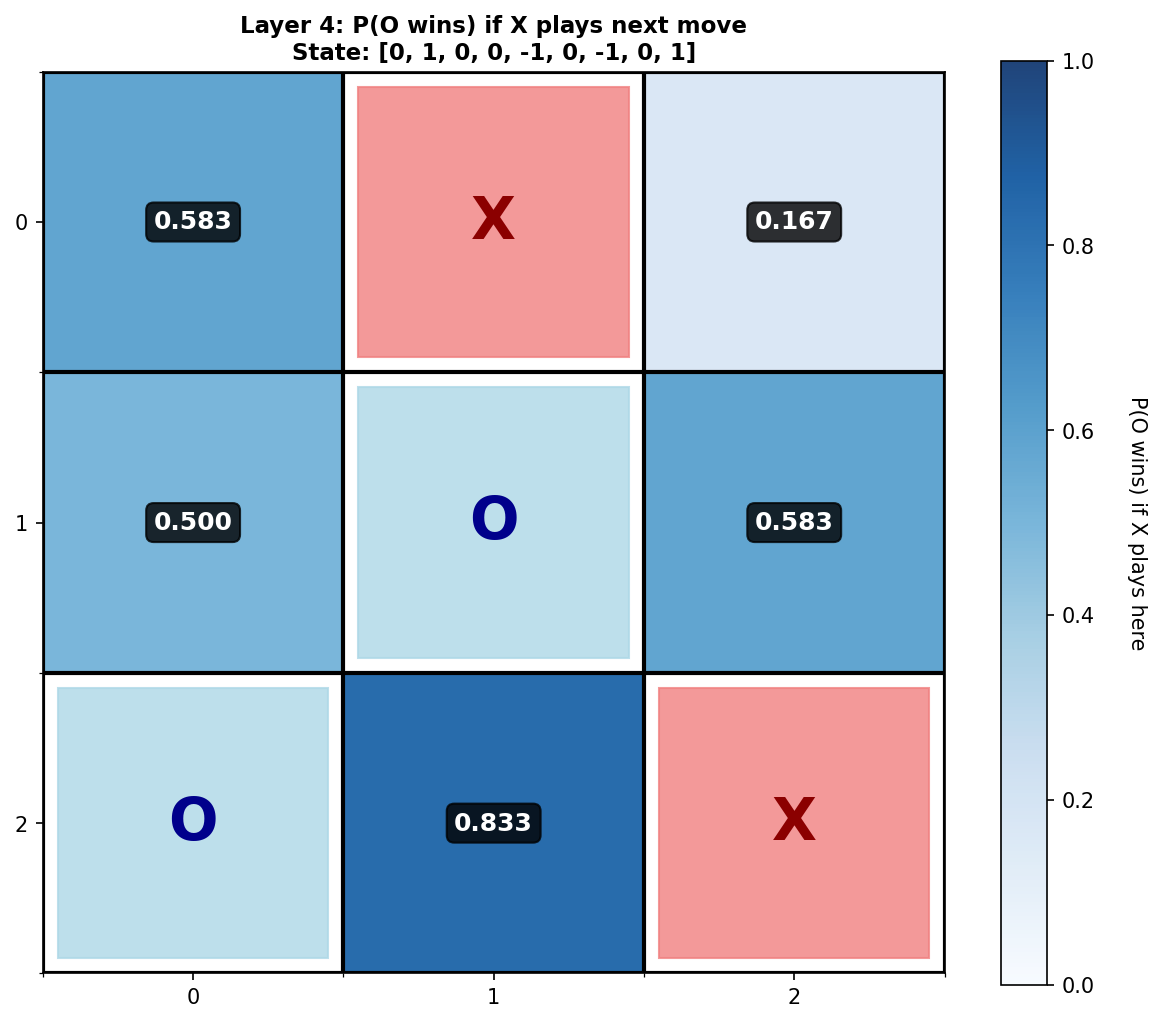 Layer 4: P(O wins) if X plays next move
State: [0, 1, 0, 0, -1, 0, -1, 0, 1]
0.583
X
0.167
0.500
O
0.583
O
0.833
X
0
1
2
0
1
2
1.0
0.8
0.6
0.4
0.2
0.0
P(O wins) if X plays here